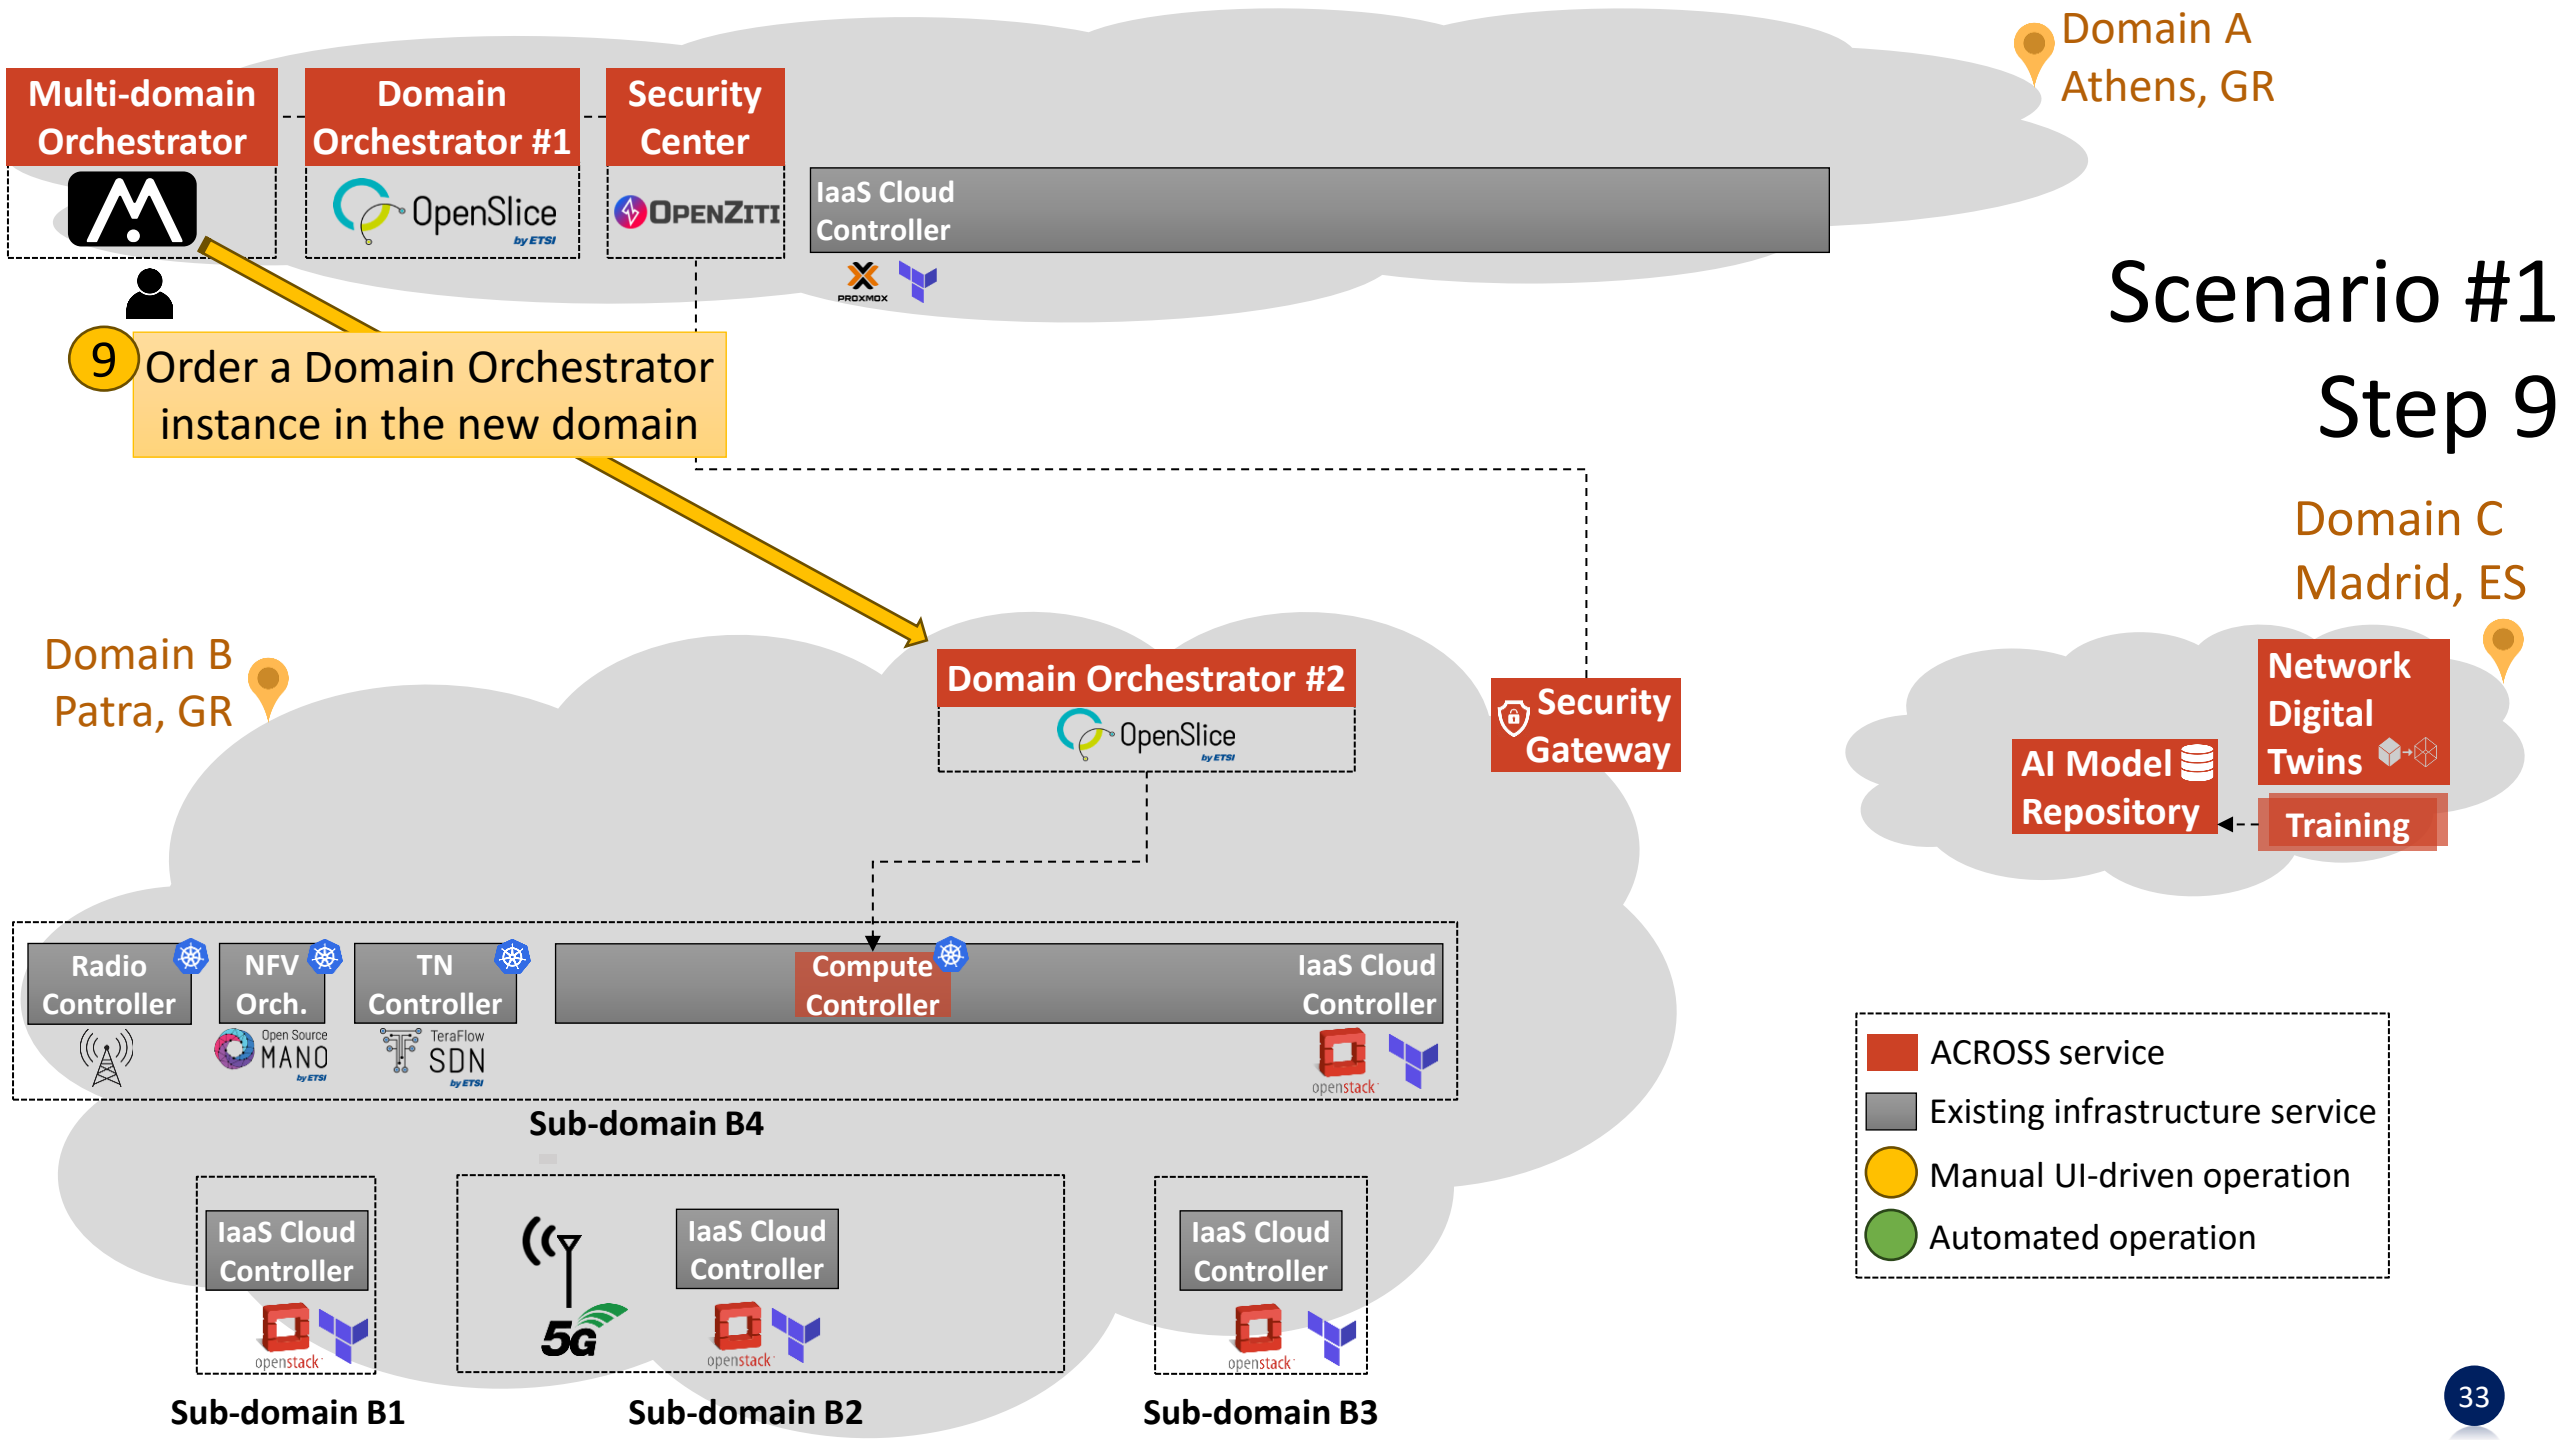 Domain A
Athens, GR
Multi-domain
Orchestrator
Domain
Orchestrator #1
Security
Center
OpenSlice
by ETSI
OPENZITI
IaaS Cloud
Controller
PROXMOX
Scenario #1
Step 9
9
Order a Domain Orchestrator
instance in the new domain
Domain C
Madrid, ES
Domain B
Patra, GR
Domain Orchestrator #2
OpenSlice
by ETSI
Security
Gateway
Network
Digital
Twins
AI Model
Repository
Training
Radio
Controller
NFV
Orch.
TN
Controller
Compute
Controller
IaaS Cloud
Controller
Open Source
MANO
by ETSI
TeraFlow
SDN
by ETSI
openstack
Sub-domain B4
ACROSS service
Existing infrastructure service
Manual UI-driven operation
Automated operation
IaaS Cloud
Controller
openstack
5G
IaaS Cloud
Controller
openstack
IaaS Cloud
Controller
openstack
Sub-domain B1
Sub-domain B2
Sub-domain B3
33